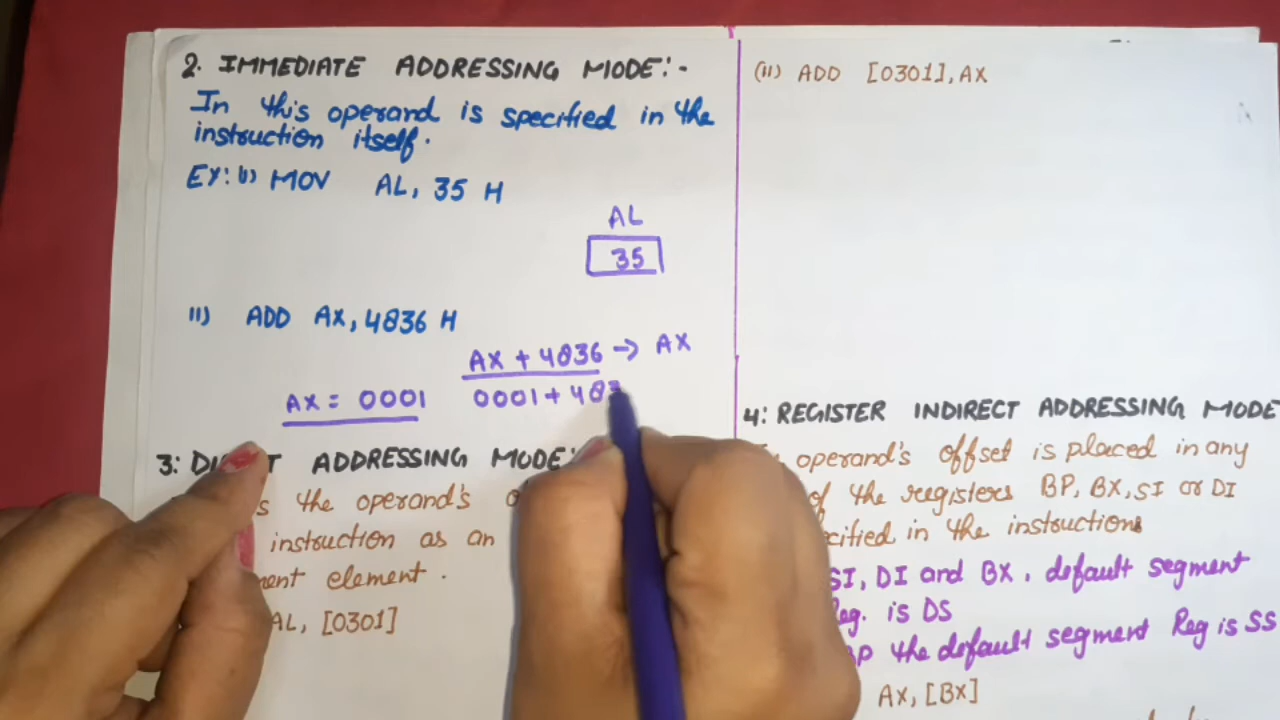 2. IMMEDIATE ADDRESSING MODE:-
In this operand is specified in the
instruction itself.
EX: i) MOV AL, 35 H
AL
35
ii) ADD AX, 4836 H
AX + 4836 → AX
AX = 0001 0001 + 483
3: ADDRESSING MODE:
the operand's
instruction as an
element.
AL, [0301]
(ii) ADD [0301], AX
4: REGISTER INDIRECT ADDRESSING MODE
operand's offset is placed in any
of the registers BP, BX, SI or DI
in the instructions
SI, DI and BX, default segment
Reg. is DS
the default segment Reg is SS
AX, [BX]